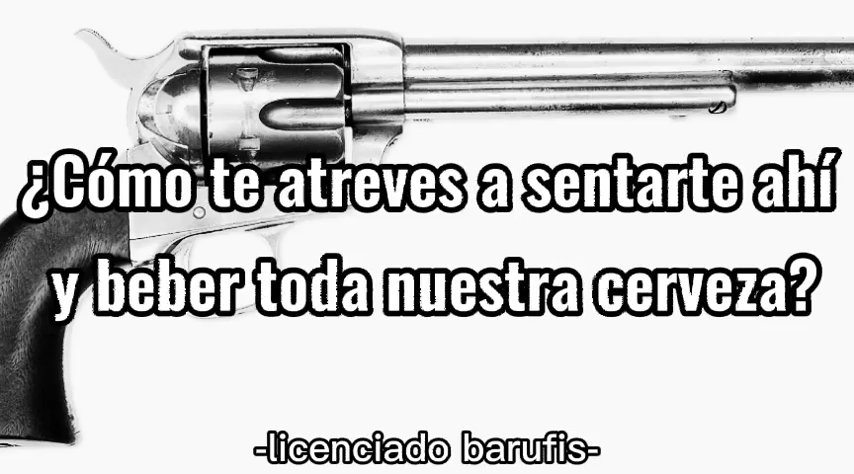 ¿Cómo te atreves a sentarte ahí
y beber toda nuestra cerveza?
-licenciado barufis-